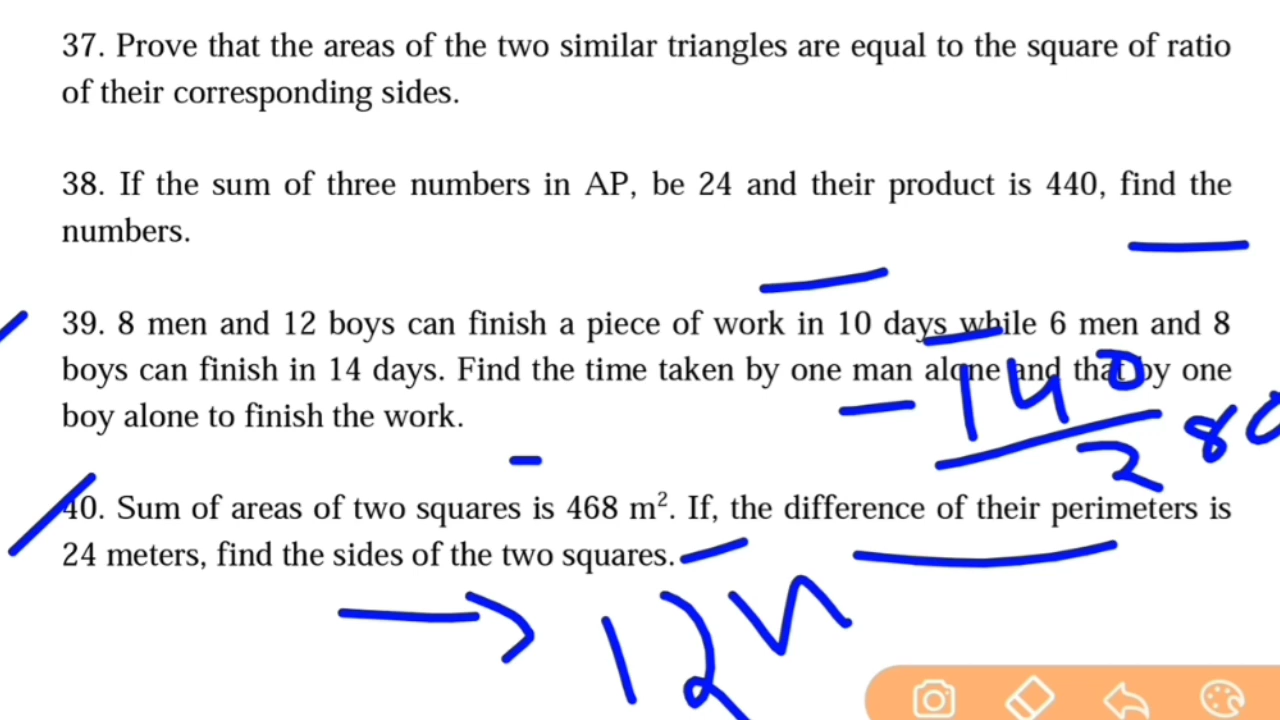 37. Prove that the areas of the two similar triangles are equal to the square of ratio
of their corresponding sides.
38. If the sum of three numbers in AP, be 24 and their product is 440, find the
numbers.
39. 8 men and 12 boys can finish a piece of work in 10 days while 6 men and 8
boys can finish in 14 days. Find the time taken by one man alone and that by one
boy alone to finish the work.
140
280
40. Sum of areas of two squares is 468 m². If, the difference of their perimeters is
24 meters, find the sides of the two squares.
→ 12